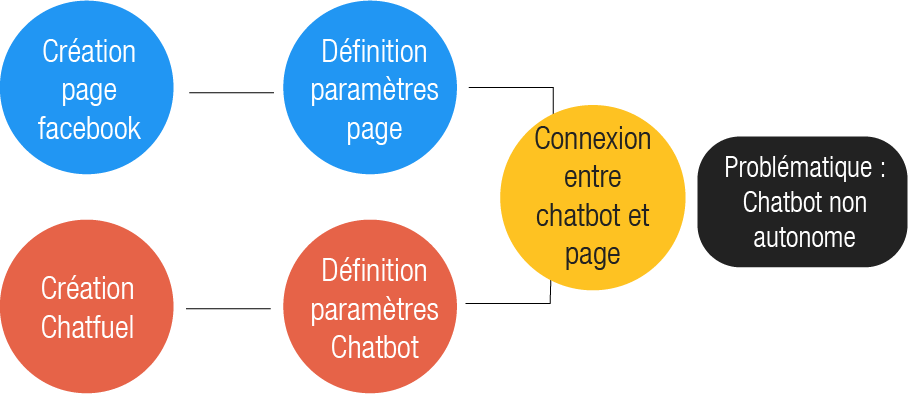 Création
page
facebook
Définition
paramètres
page
Connexion
entre
chatbot et
page
Problématique :
Chatbot non
autonome
Création
Chatfuel
Définition
paramètres
Chatbot